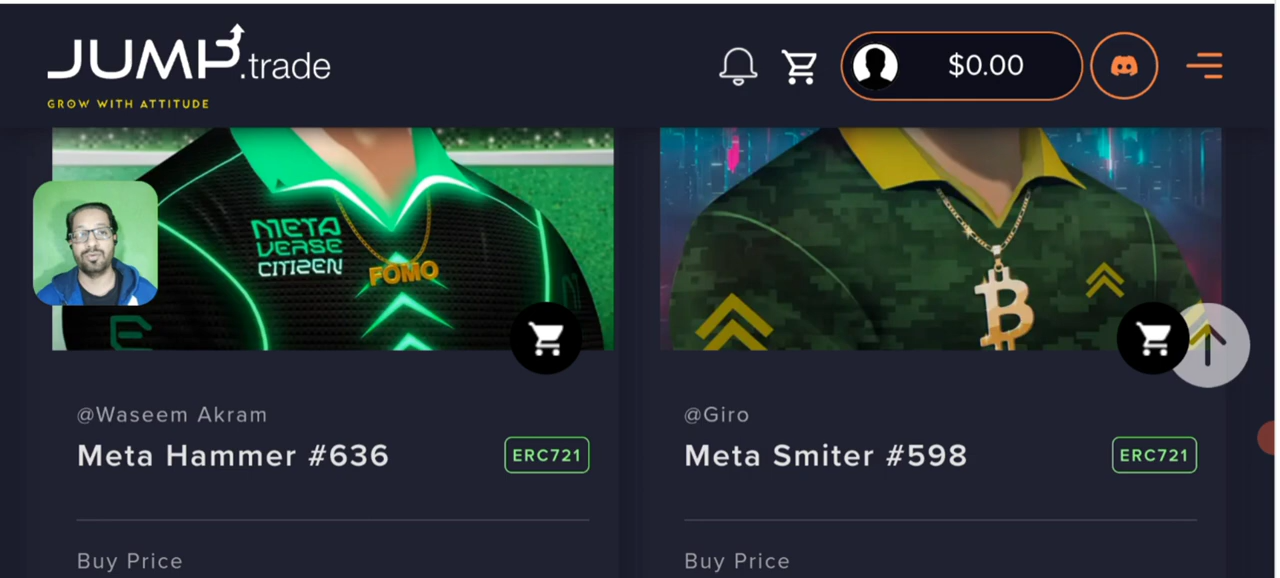 JUMP.trade
GROW WITH ATTITUDE
$0.00
META
VERSE
CITIZEN
FOMO
@Waseem Akram
Meta Hammer #636
ERC721
Buy Price
@Giro
Meta Smiter #598
ERC721
Buy Price